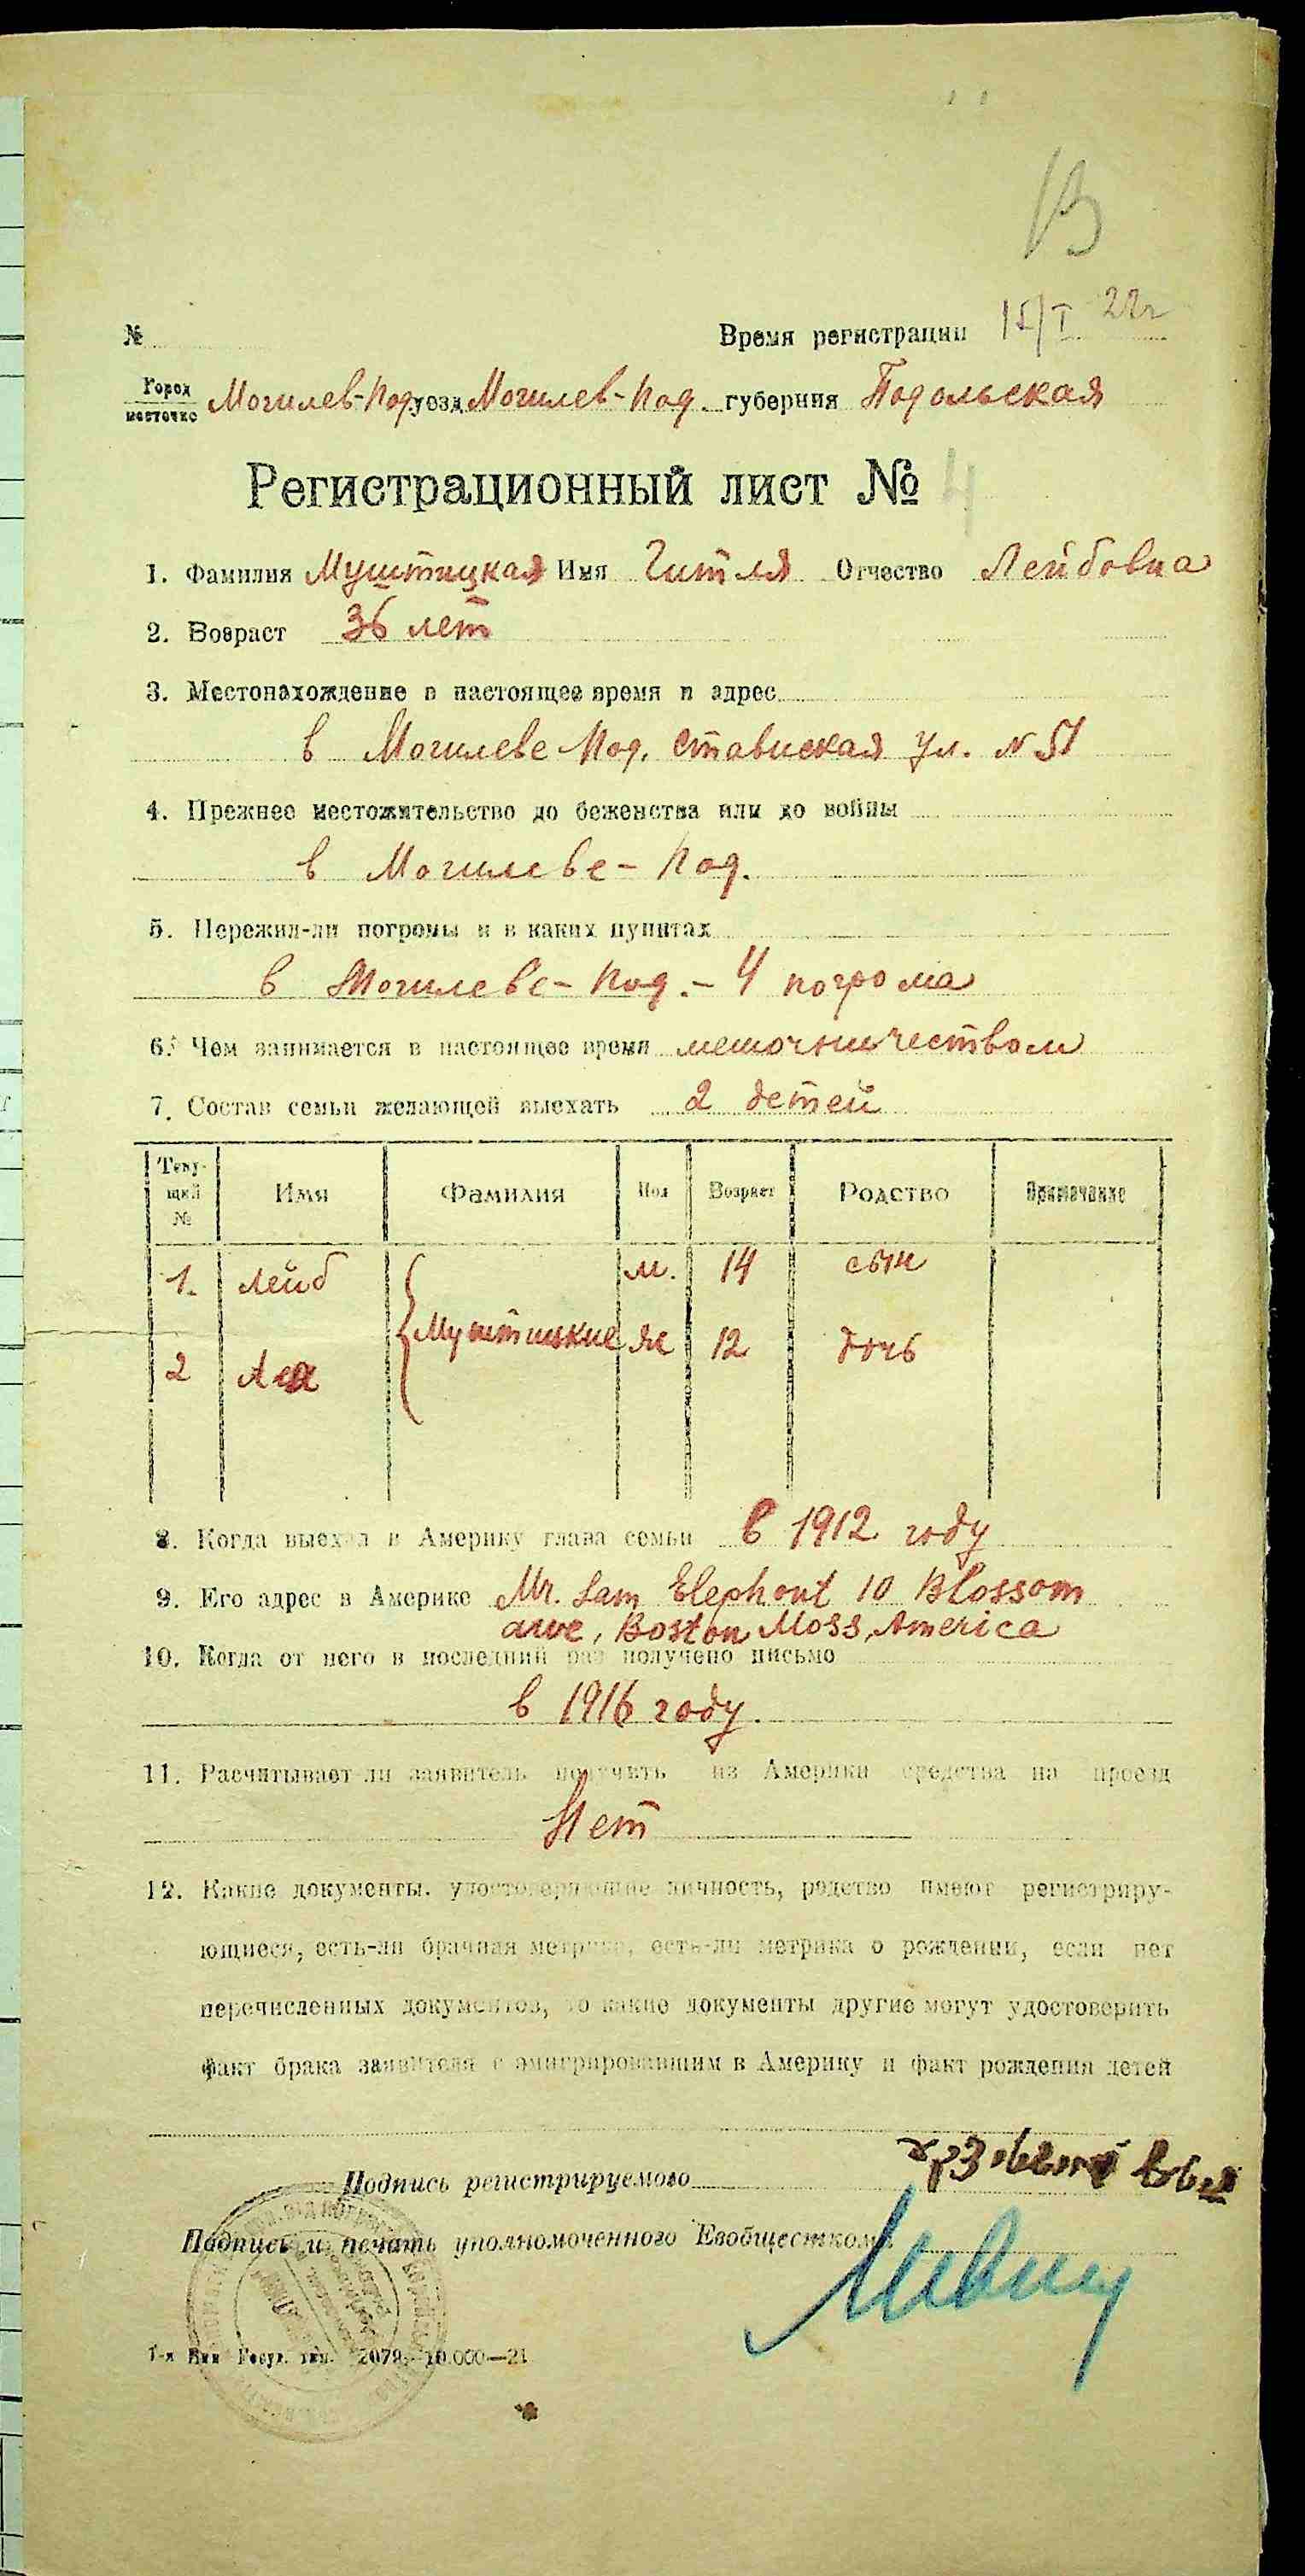 В
№ Время регистрации 15/I 22г
Город
местечко Могилев-Под уезд Могилев-Под. губерния Подольская
Регистрационный лист № 4
1. Фамилия Муштицкая Имя Гитля Отчество Лейбовна
2. Возраст 36 лет
3. Местонахождение в настоящее время и адрес
в Могилеве Под. Ставиская ул. N 51
4. Прежнее местожительство до беженства или до войны
в Могилеве-Под.
5. Пережил-ли погромы и в каких пунктах
в Могилеве-Под.- 4 погрома
6. Чем занимается в настоящее время мешочничеством
7. Состав семьи желающей выехать 2 детей
Теку-
щий
№ Имя Фамилия Пол Возраст Родство Примечание
1. Лейб м. 14 сын
{Муштицкие
2 Ж 12 дочь
8. Когда выехал в Америку глава семьи в 1912 году
9. Его адрес в Америке Mr. Sam Elephont 10 Blossom
awe, Boston Moss, America
10. Когда от него в последний раз получено письмо
в 1916 году.
11. Расчитывает ли заявитель получить из Америки средства на проезд
Нет
12. Какие документы. удостоверяющие личность, родство имеют регистриру-
ющиеся, есть-ли брачная метрика, есть-ли метрика о рождении, если нет
перечисленных документов, то какие документы другие могут удостоверить
факт брака заявителя с эмигрировавшим в Америку и факт рождения детей
Подпись регистрируемого
Подпись и печать уполномоченного Евобщесткома
1-я Вин Госуд. тип. 2079—10.000—21